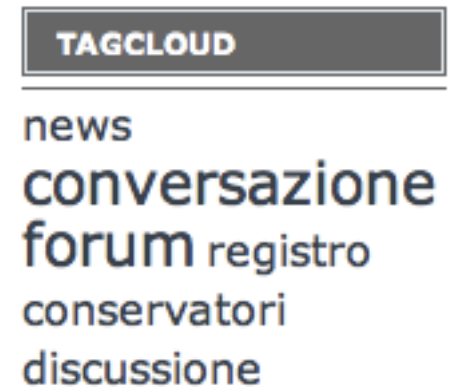 TAGCLOUD
news
conversazione
forum registro
conservatori
discussione